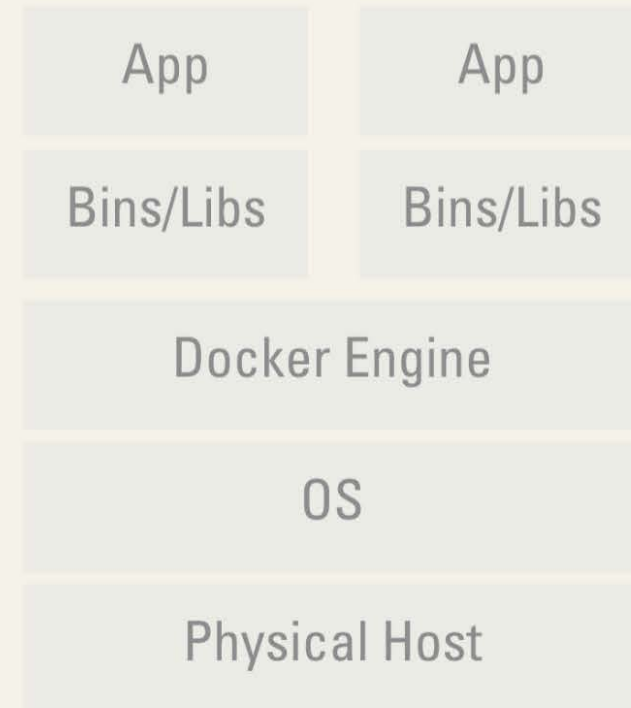 App App
Bins/Libs Bins/Libs
Docker Engine
OS
Physical Host